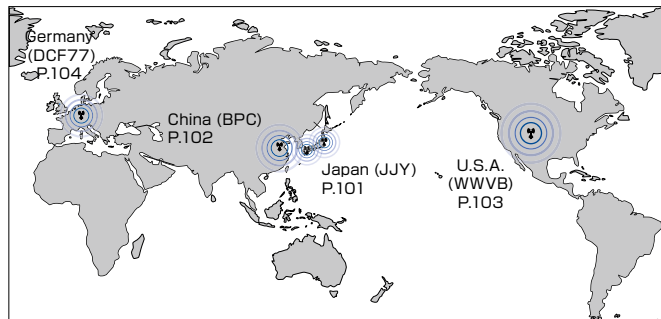 Germany
(DCF77)
P.104
China (BPC)
P.102
Japan (JJY)
P.101
U.S.A.
(WWVB)
P.103